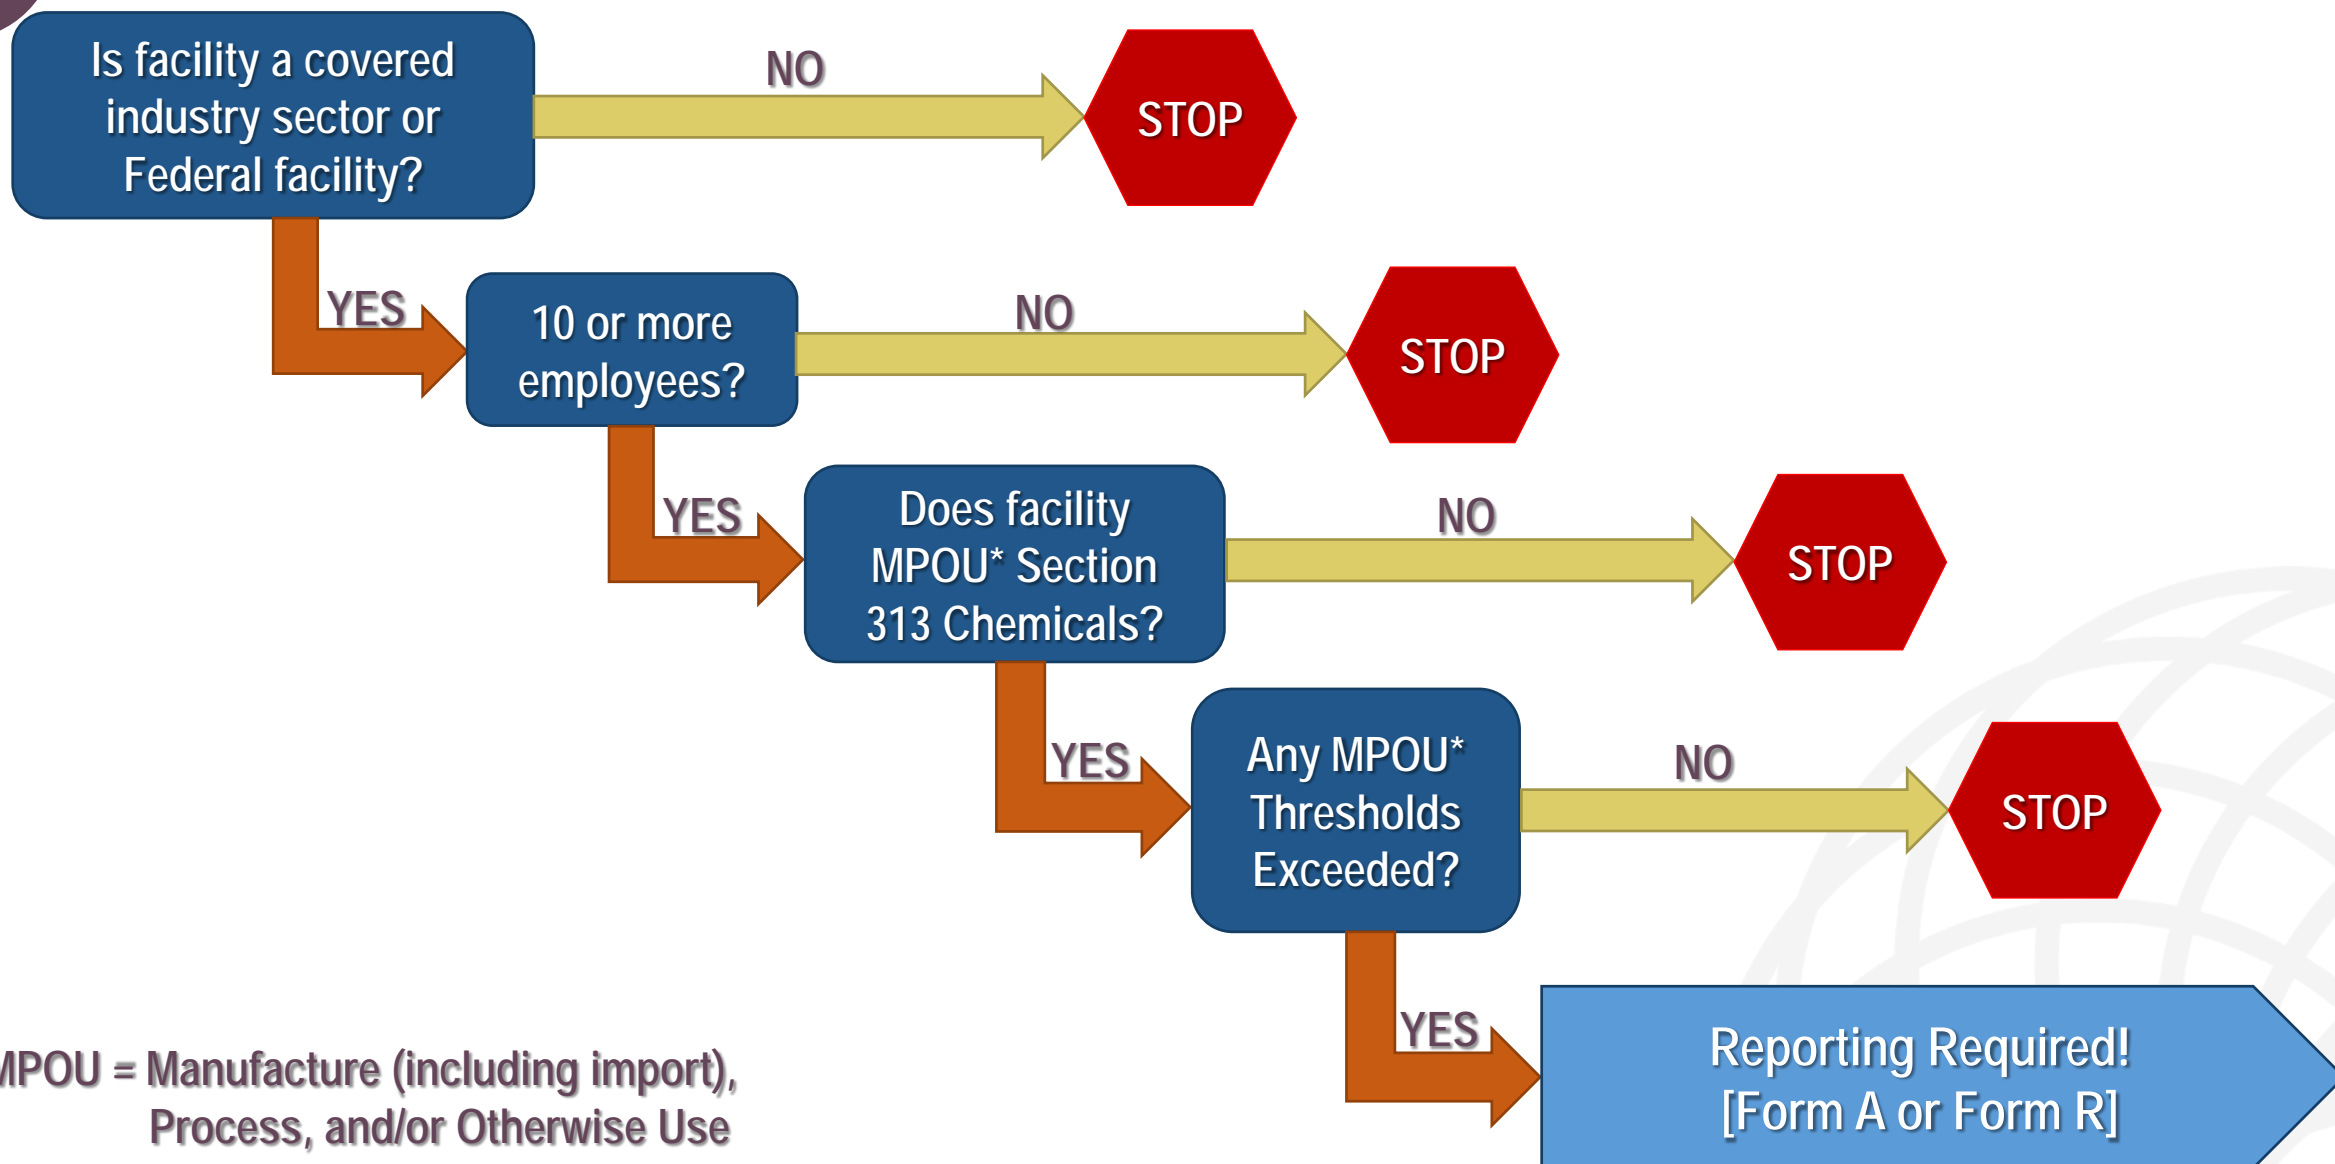 Is facility a covered
industry sector or
Federal facility?
NO
STOP
YES
10 or more
employees?
NO
STOP
YES
Does facility
MPOU* Section
313 Chemicals?
NO
STOP
YES
Any MPOU*
Thresholds
Exceeded?
NO
STOP
YES
Reporting Required!
[Form A or Form R]
MPOU = Manufacture (including import),
Process, and/or Otherwise Use